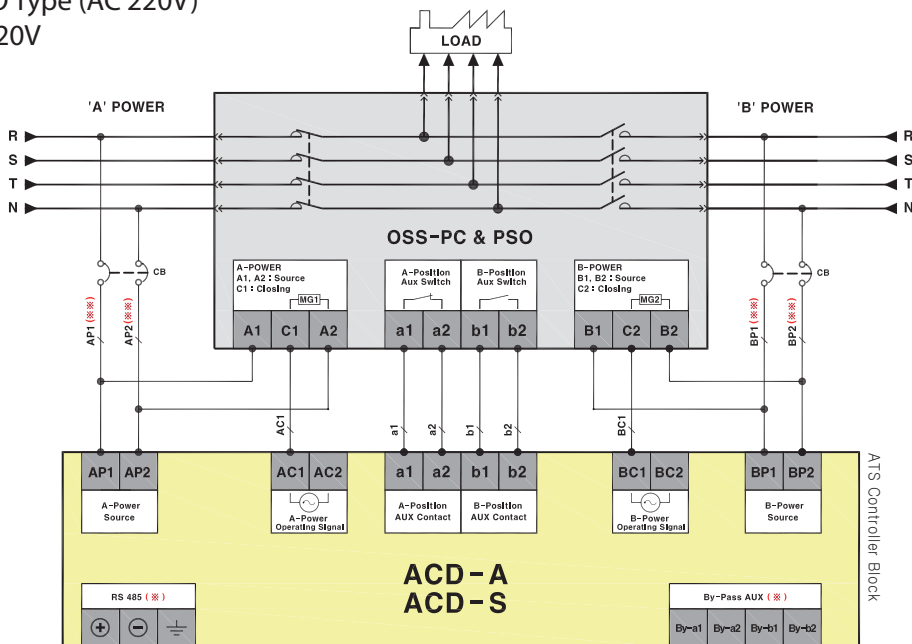 Type (AC 220V)
20V
LOAD
'A' POWER
'B' POWER
R
S
T
N
R
S
T
N
OSS-PC & PSO
CB
CB
A-POWER
A1, A2 : Source
C1 : Closing
MG1
A-Position
Aux Switch
B-Position
Aux Switch
B-POWER
B1, B2 : Source
C2 : Closing
MG2
A1 C1 A2
a1 a2 b1 b2
B1 C2 B2
AP1 (※※)
AP2 (※※)
BP1 (※※)
BP2 (※※)
AC1
a1
a2
b1
b2
BC1
AP1 AP2
AC1 AC2
a1 a2 b1 b2
BC1 BC2
BP1 BP2
A-Power
Source
A-Power
Operating Signal
A-Position
AUX Contact
B-Position
AUX Contact
B-Power
Operating Signal
B-Power
Source
ATS Controller Block
ACD-A
ACD-S
RS 485 (※)
+ −
By-Pass AUX (※)
By-a1 By-a2 By-b1 By-b2